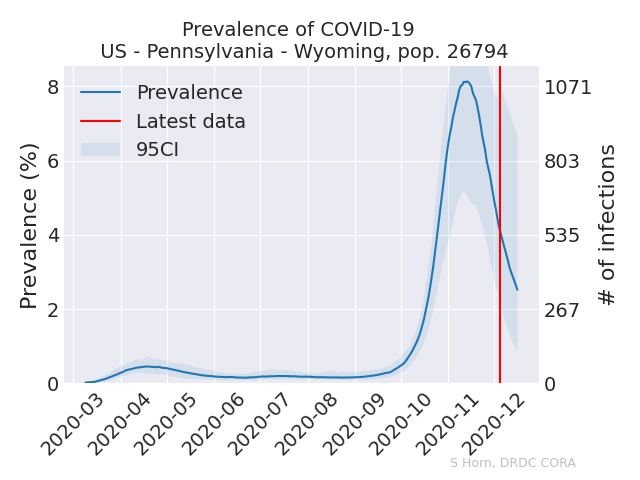 Prevalence of COVID-19
US - Pennsylvania - Wyoming, pop. 26794
Prevalence
Latest data
95CI
Prevalence (%)
8
6
4
2
0
1071
803
535
267
0
# of infections
2020-03
2020-04
2020-05
2020-06
2020-07
2020-08
2020-09
2020-10
2020-11
2020-12
S Horn, DRDC CORA